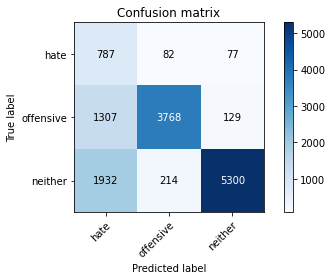 Confusion matrix
hate 787 82 77
offensive 1307 3768 129
neither 1932 214 5300
hate offensive neither
True label
Predicted label
5000
4000
3000
2000
1000